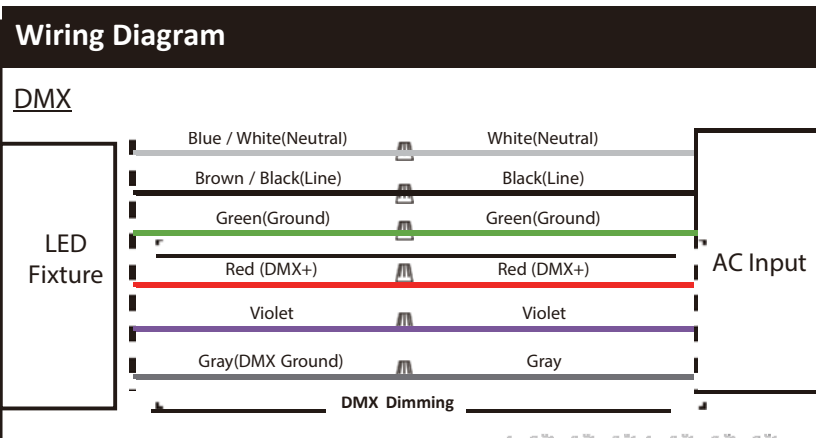 Wiring Diagram
DMX
Blue / White(Neutral) White(Neutral)
Brown / Black(Line) Black(Line)
Green(Ground) Green(Ground)
LED
Fixture
AC Input
Red (DMX+) Red (DMX+)
Violet Violet
Gray(DMX Ground) Gray
DMX Dimming